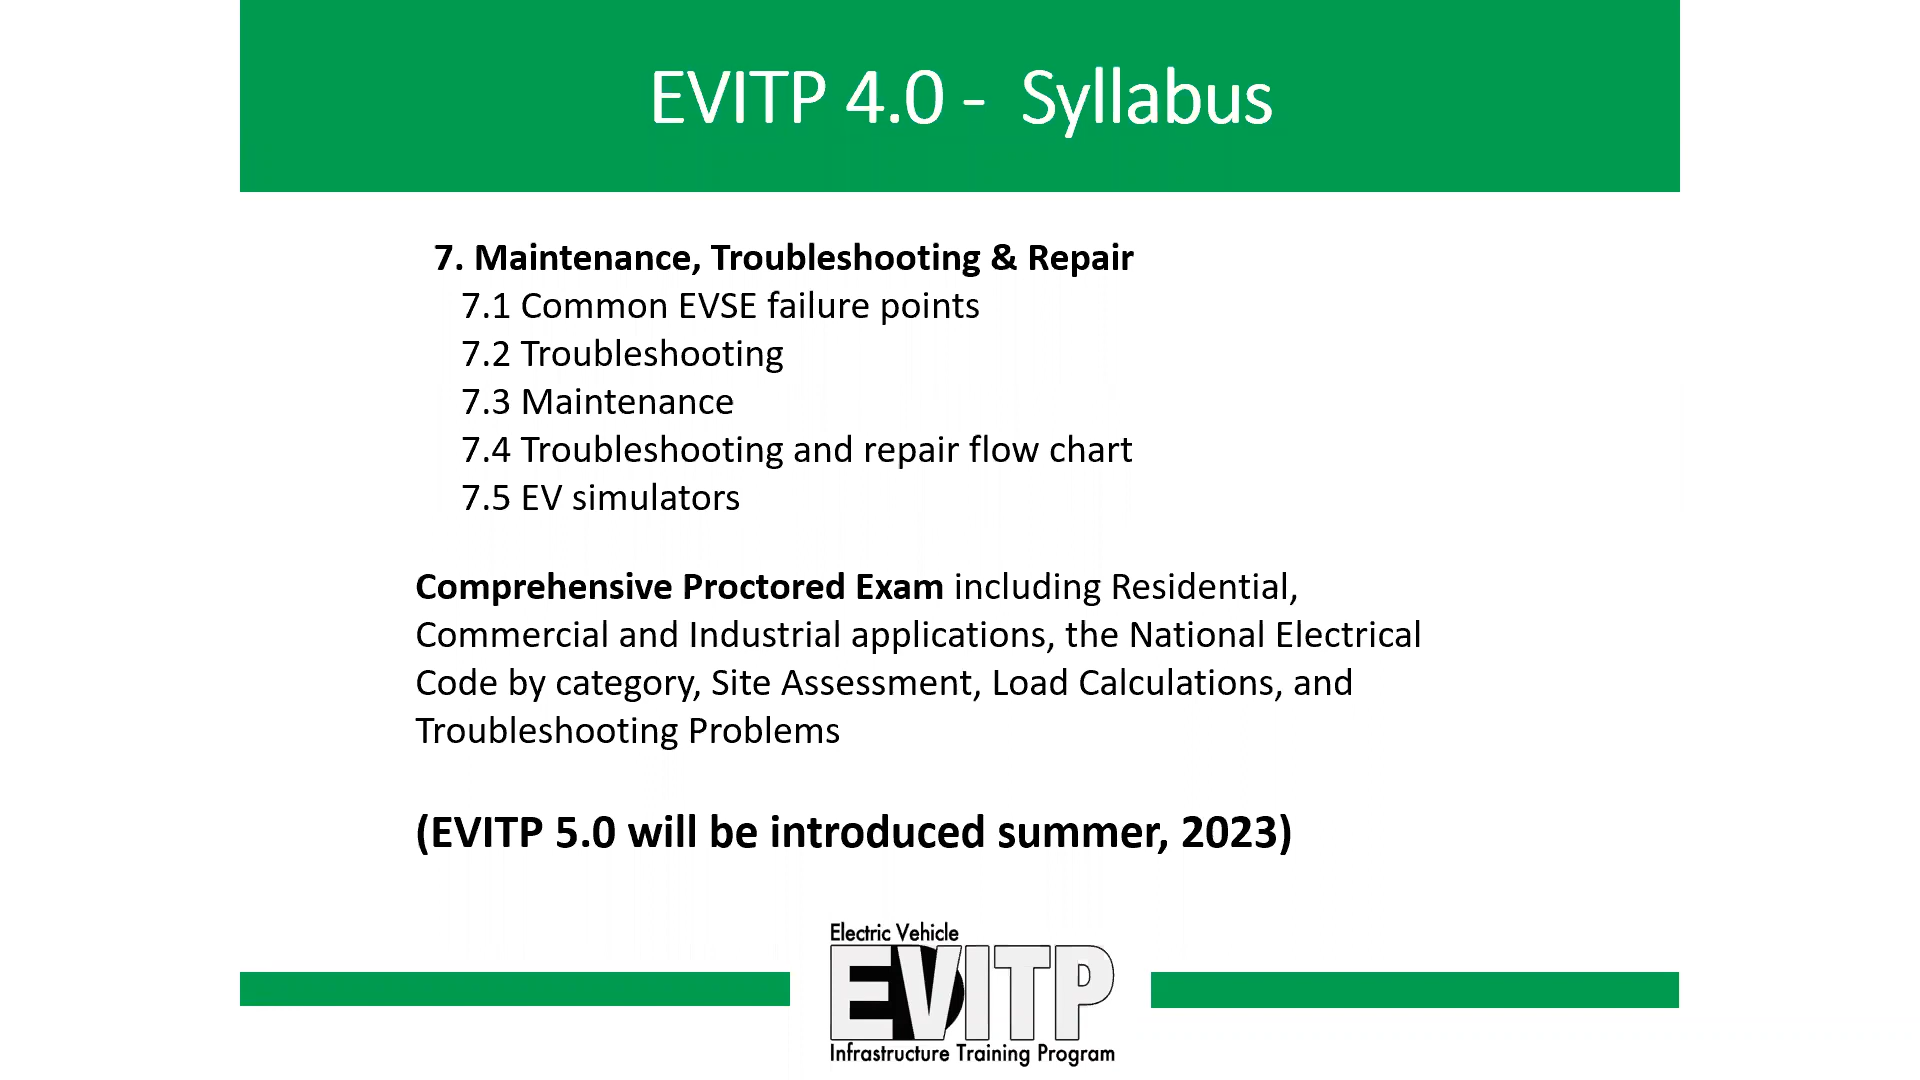 EVITP 4.0 - Syllabus
7. Maintenance, Troubleshooting & Repair
7.1 Common EVSE failure points
7.2 Troubleshooting
7.3 Maintenance
7.4 Troubleshooting and repair flow chart
7.5 EV simulators
Comprehensive Proctored Exam including Residential,
Commercial and Industrial applications, the National Electrical
Code by category, Site Assessment, Load Calculations, and
Troubleshooting Problems
(EVITP 5.0 will be introduced summer, 2023)
Electric Vehicle
EVITP
Infrastructure Training Program